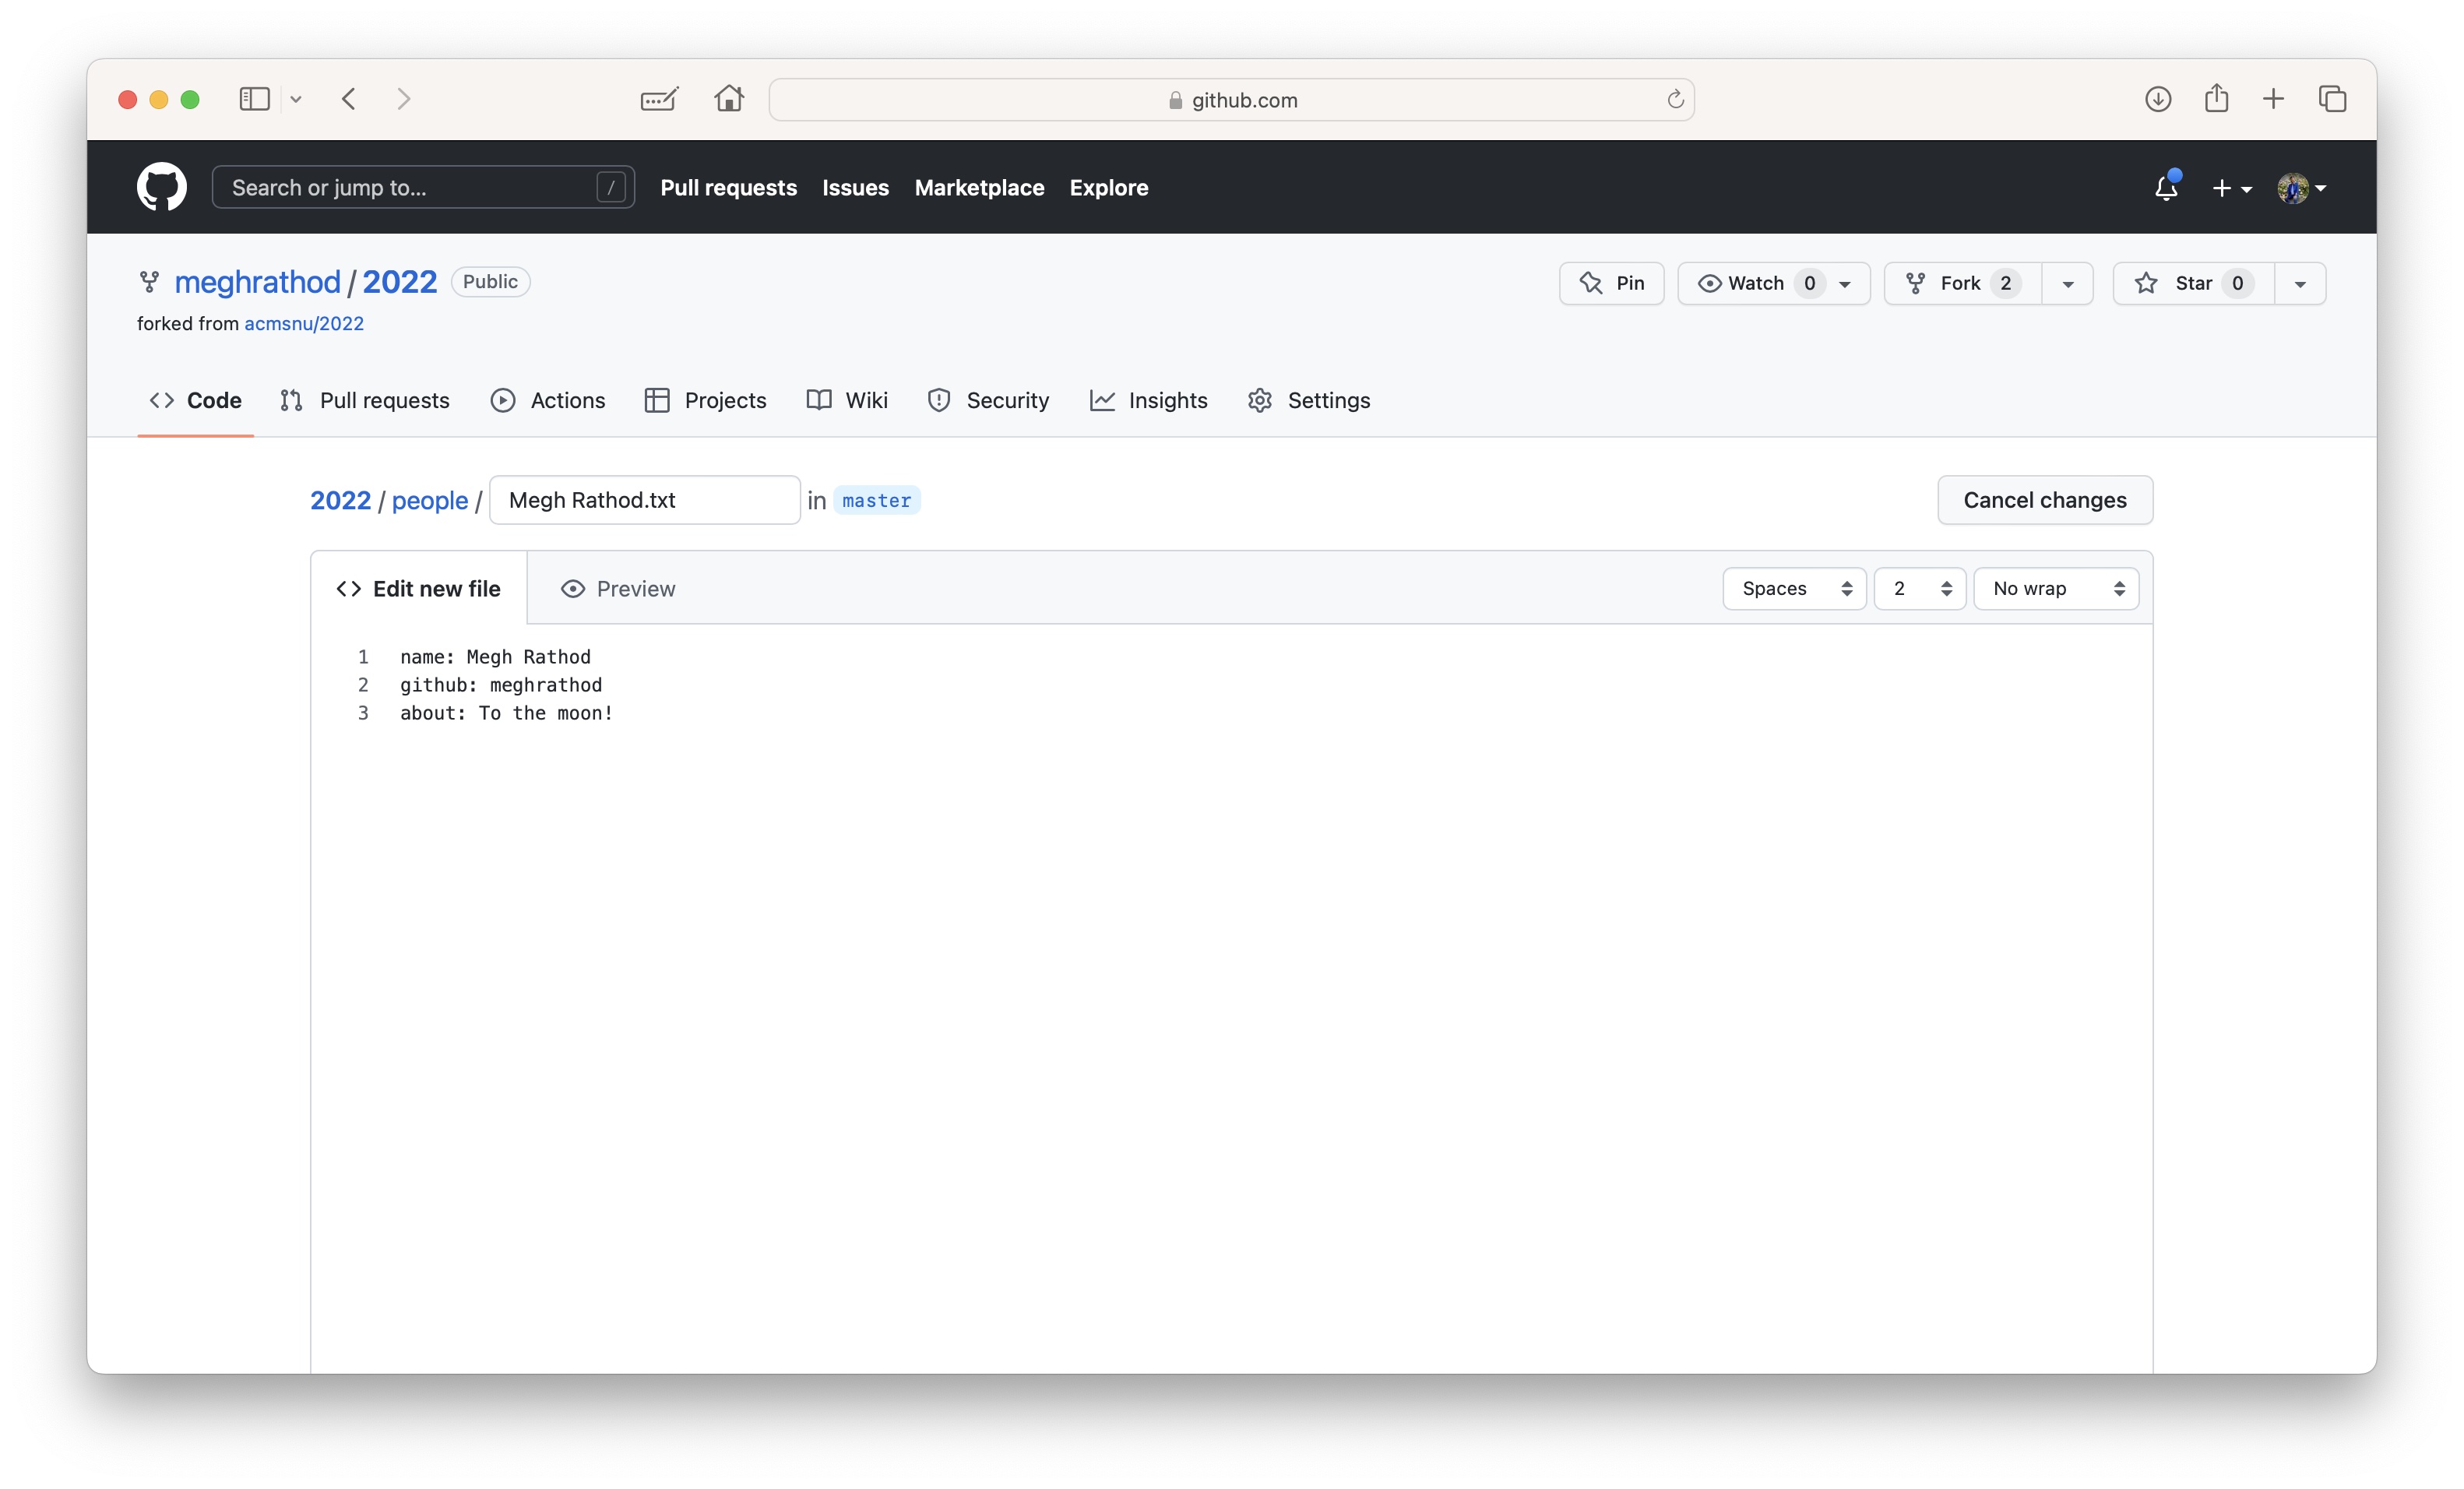 github.com
Search or jump to... / Pull requests Issues Marketplace Explore
meghrathod / 2022 Public Pin Watch 0 Fork 2 Star 0
forked from acmsnu/2022
Code Pull requests Actions Projects Wiki Security Insights Settings
2022 / people / Megh Rathod.txt in master Cancel changes
<> Edit new file Preview Spaces 2 No wrap
1 name: Megh Rathod
2 github: meghrathod
3 about: To the moon!